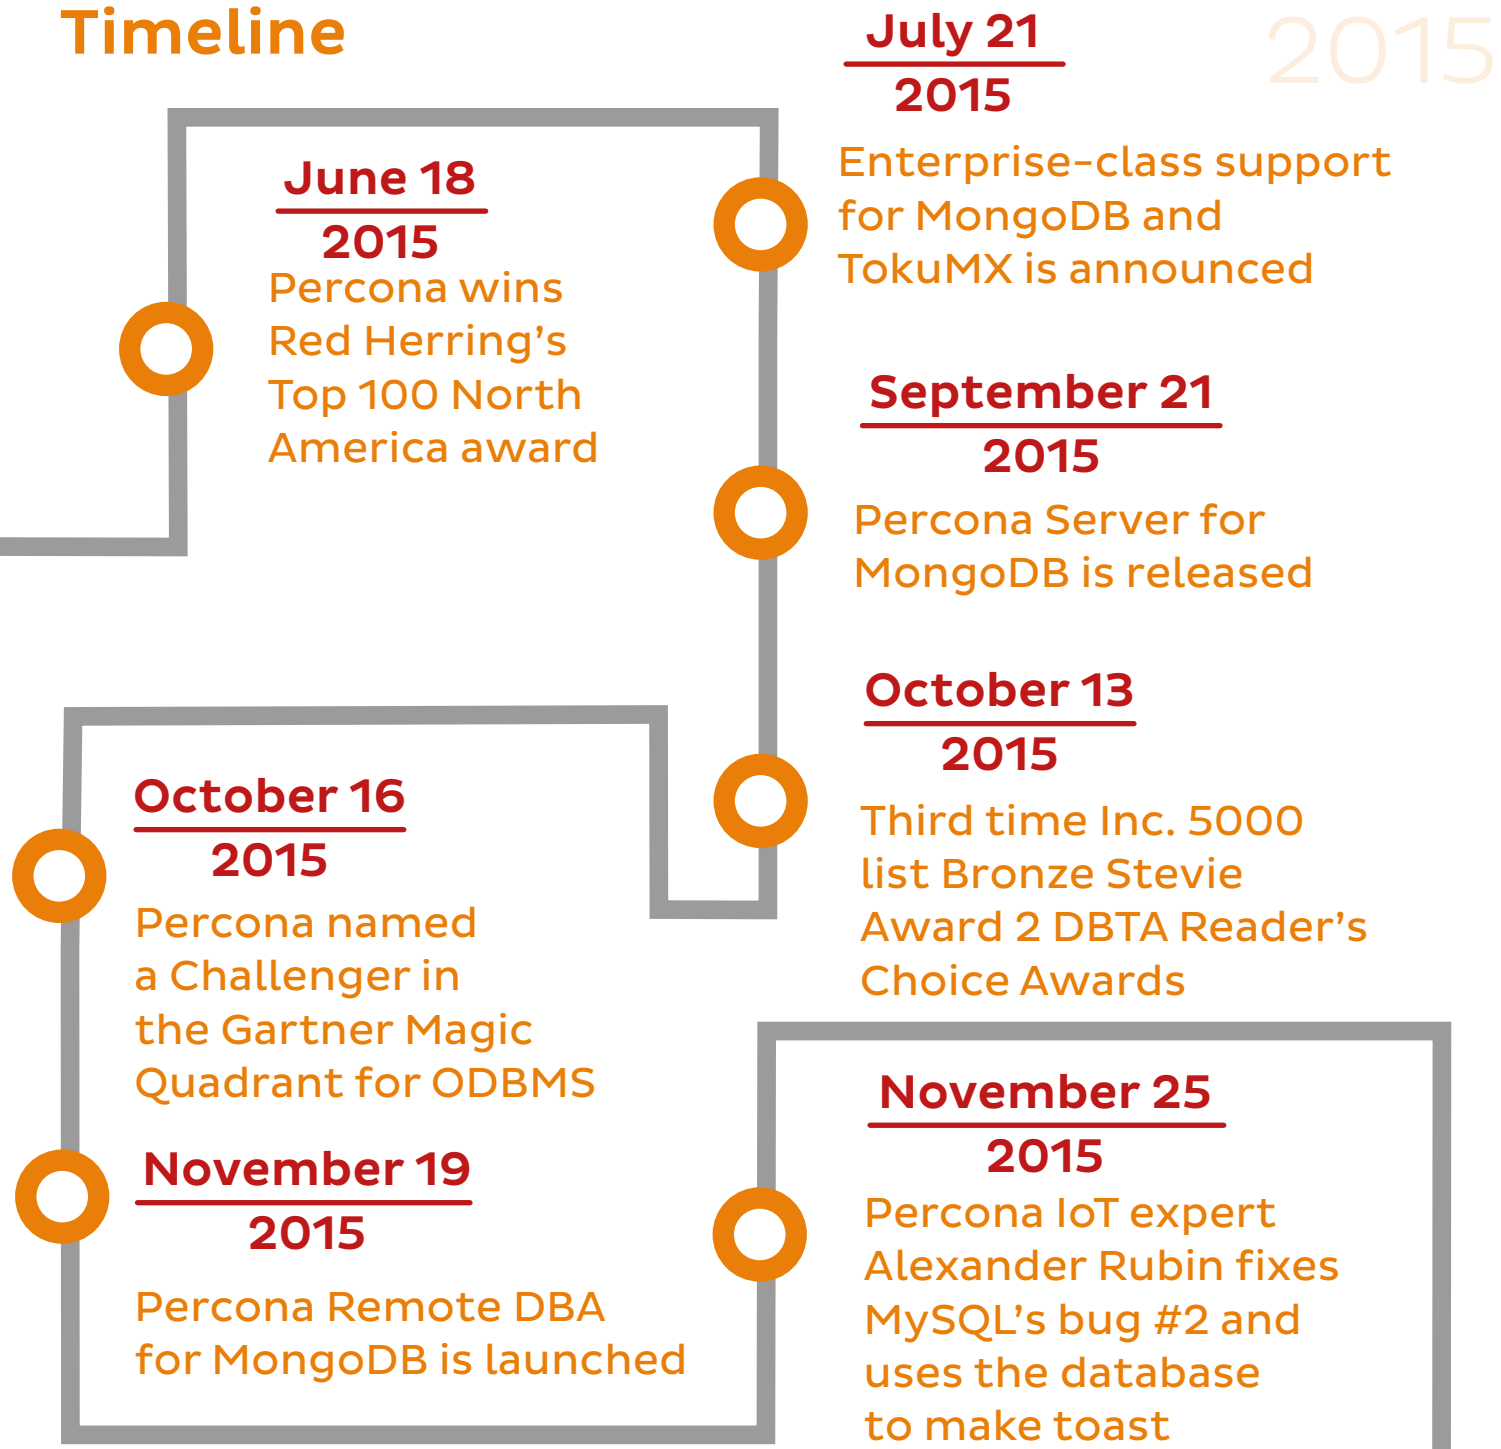 Timeline
2015
June 18
2015
Percona wins
Red Herring’s
Top 100 North
America award
July 21
2015
Enterprise-class support
for MongoDB and
TokuMX is announced
September 21
2015
Percona Server for
MongoDB is released
October 13
2015
Third time Inc. 5000
list Bronze Stevie
Award 2 DBTA Reader’s
Choice Awards
October 16
2015
Percona named
a Challenger in
the Gartner Magic
Quadrant for ODBMS
November 19
2015
Percona Remote DBA
for MongoDB is launched
November 25
2015
Percona IoT expert
Alexander Rubin fixes
MySQL’s bug #2 and
uses the database
to make toast